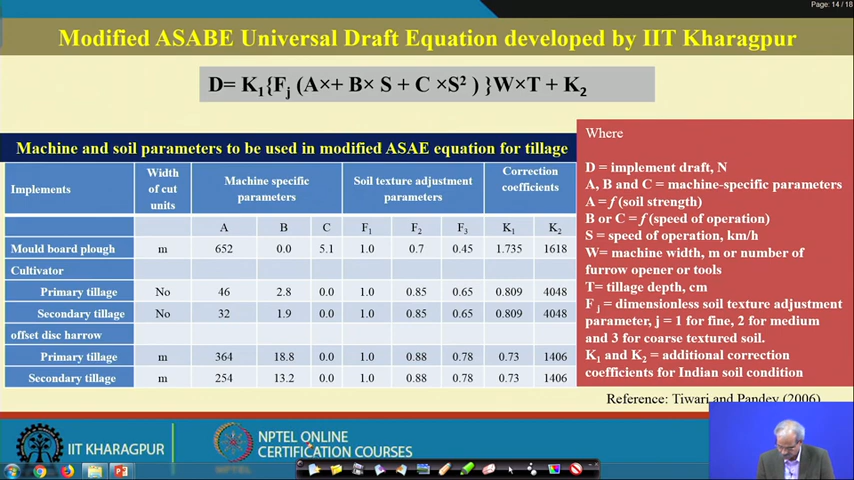 Page: 14 / 18
Modified ASABE Universal Draft Equation developed by IIT Kharagpur
D= K1{Fj (A×+ B× S + C ×S² ) }W×T + K2
Machine and soil parameters to be used in modified ASAE equation for tillage
Implements Width of cut units Machine specific parameters Soil texture adjustment parameters Correction coefficients
A B C F1 F2 F3 K1 K2
Mould board plough m 652 0.0 5.1 1.0 0.7 0.45 1.735 1618
Cultivator
Primary tillage No 46 2.8 0.0 1.0 0.85 0.65 0.809 4048
Secondary tillage No 32 1.9 0.0 1.0 0.85 0.65 0.809 4048
offset disc harrow
Primary tillage m 364 18.8 0.0 1.0 0.88 0.78 0.73 1406
Secondary tillage m 254 13.2 0.0 1.0 0.88 0.78 0.73 1406
Where
D = implement draft, N
A, B and C = machine-specific parameters
A = f (soil strength)
B or C = f (speed of operation)
S = speed of operation, km/h
W= machine width, m or number of
furrow opener or tools
T= tillage depth, cm
F j = dimensionless soil texture adjustment
parameter, j = 1 for fine, 2 for medium
and 3 for coarse textured soil.
K1 and K2 = additional correction
coefficients for Indian soil condition
Reference: Tiwari and Pandey (2006)
IIT KHARAGPUR
NPTEL ONLINE
CERTIFICATION COURSES